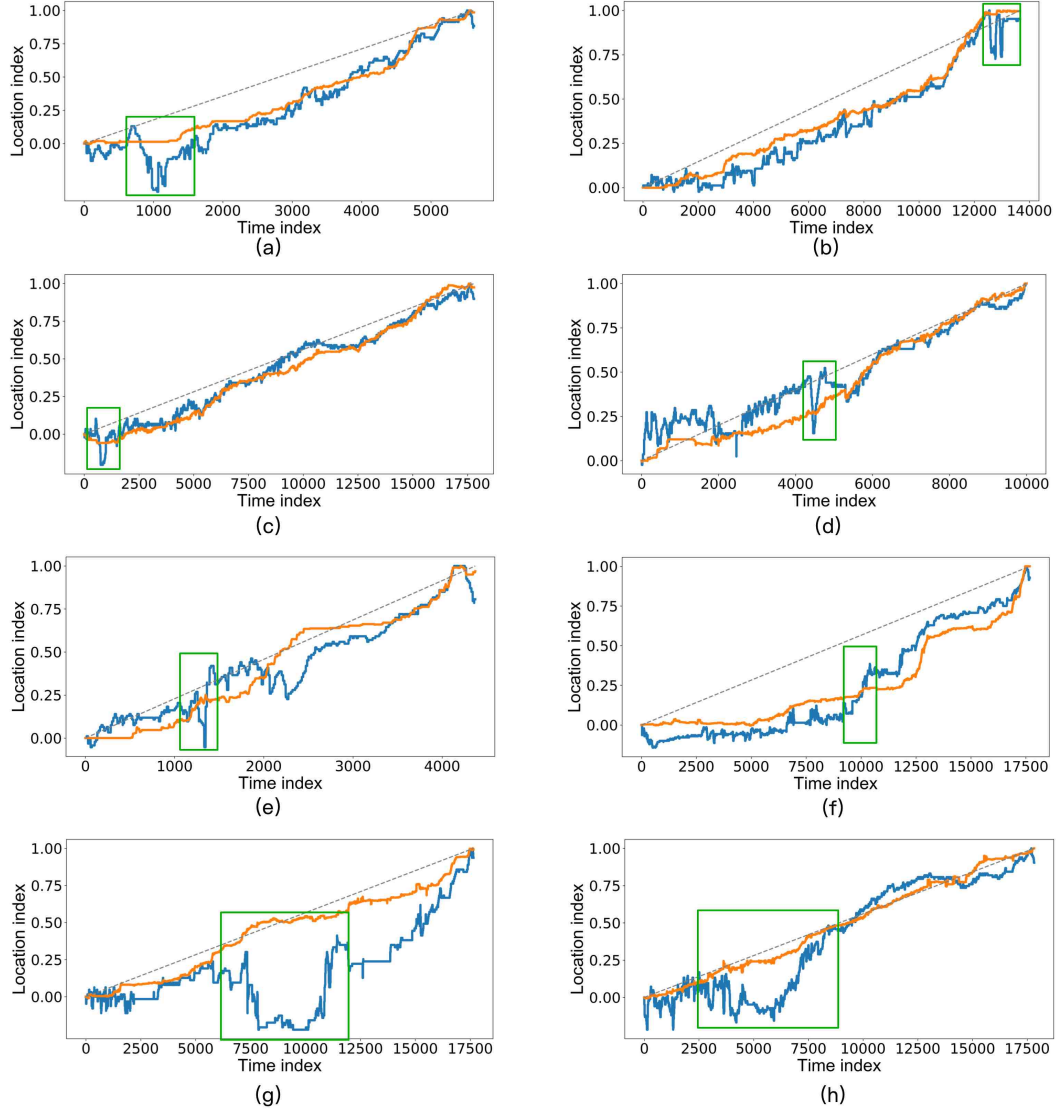 1.00
0.75
0.50
0.25
0.00
Location index
0 1000 2000 3000 4000 5000
Time index
(a)
1.00
0.75
0.50
0.25
0.00
Location index
0 2000 4000 6000 8000 10000 12000 14000
Time index
(b)
1.00
0.75
0.50
0.25
0.00
Location index
0 2500 5000 7500 10000 12500 15000 17500
Time index
(c)
1.00
0.75
0.50
0.25
0.00
Location index
0 2000 4000 6000 8000 10000
Time index
(d)
1.00
0.75
0.50
0.25
0.00
Location index
0 1000 2000 3000 4000
Time index
(e)
1.00
0.75
0.50
0.25
0.00
Location index
0 2500 5000 7500 10000 12500 15000 17500
Time index
(f)
1.00
0.75
0.50
0.25
0.00
Location index
0 2500 5000 7500 10000 12500 15000 17500
Time index
(g)
1.00
0.75
0.50
0.25
0.00
Location index
0 2500 5000 7500 10000 12500 15000 17500
Time index
(h)